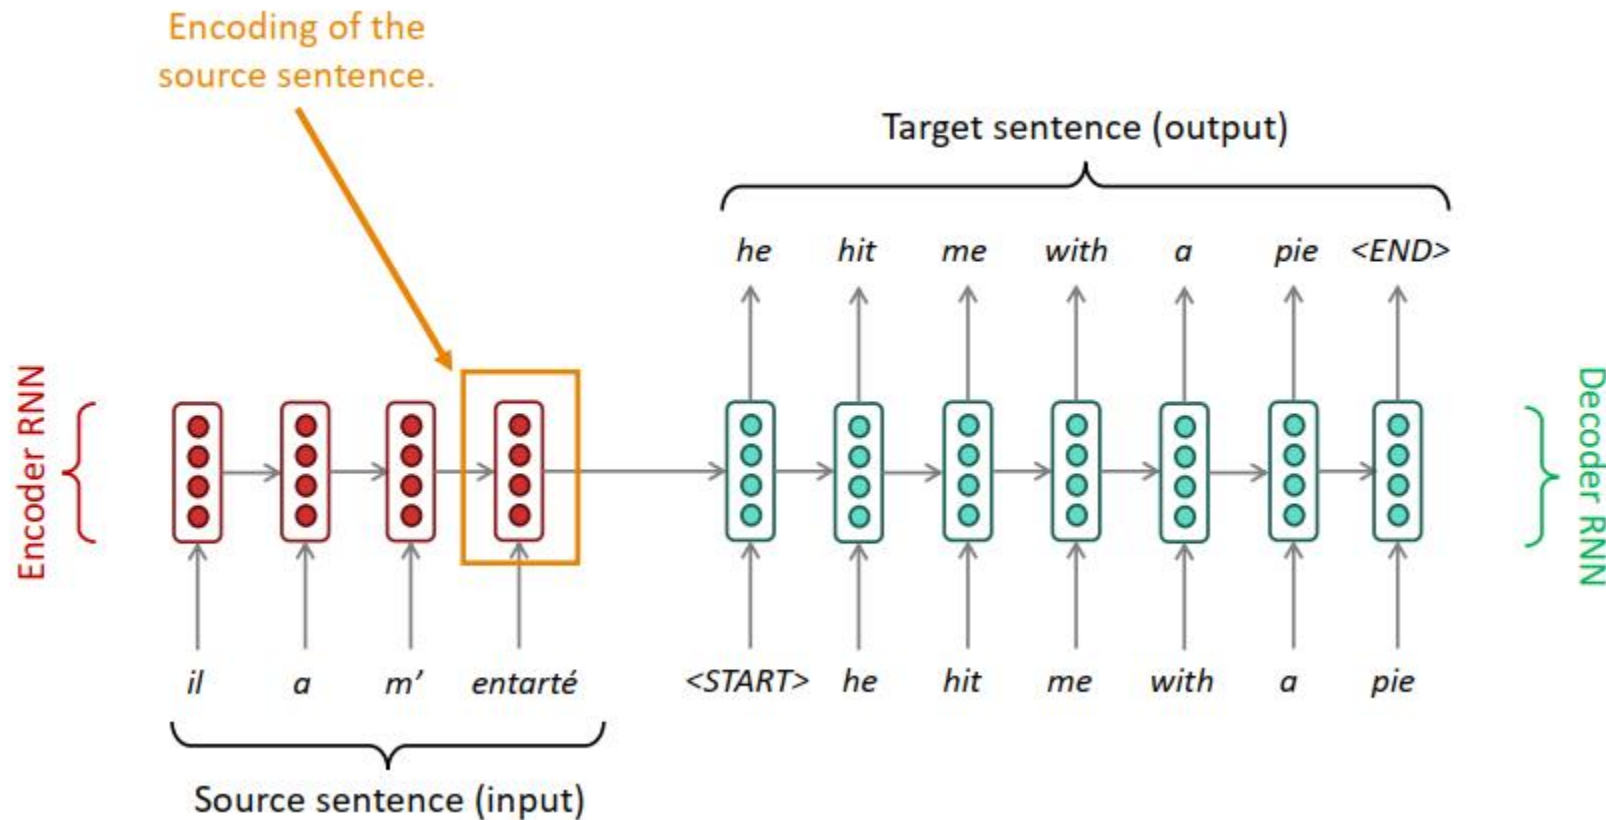 Encoding of the
source sentence.
Target sentence (output)
he hit me with a pie <END>
Encoder RNN
Decoder RNN
il a m’ entarté <START> he hit me with a pie
Source sentence (input)